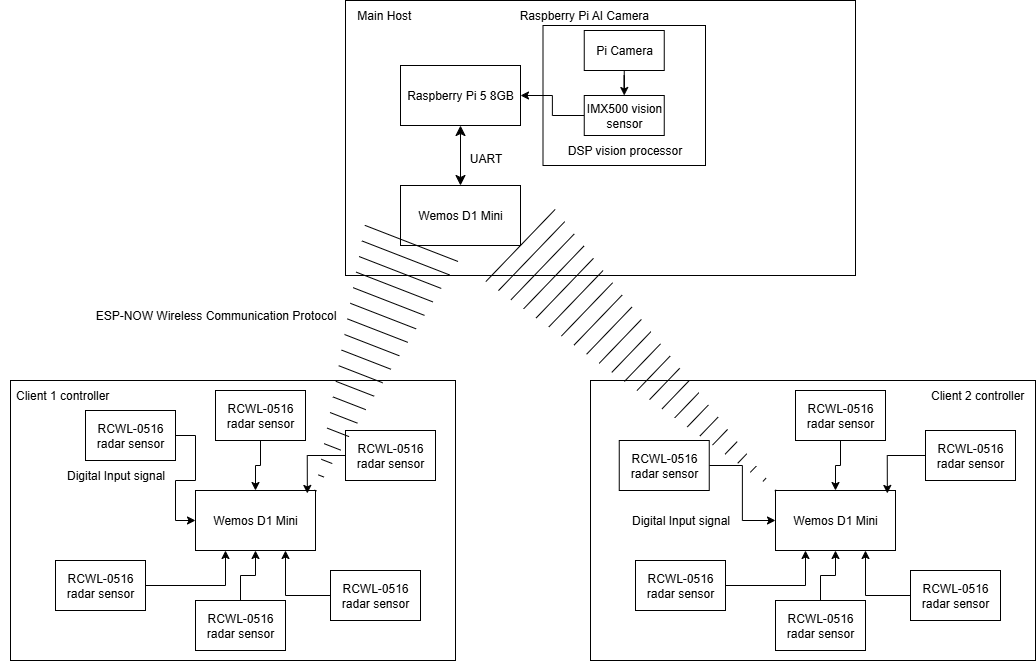 Main Host
Raspberry Pi AI Camera
Pi Camera
Raspberry Pi 5 8GB
IMX500 vision
sensor
DSP vision processor
UART
Wemos D1 Mini
ESP-NOW Wireless Communication Protocol
Client 1 controller
RCWL-0516
radar sensor
RCWL-0516
radar sensor
RCWL-0516
radar sensor
Digital Input signal
Wemos D1 Mini
RCWL-0516
radar sensor
RCWL-0516
radar sensor
RCWL-0516
radar sensor
Client 2 controller
RCWL-0516
radar sensor
RCWL-0516
radar sensor
RCWL-0516
radar sensor
Digital Input signal
Wemos D1 Mini
RCWL-0516
radar sensor
RCWL-0516
radar sensor
RCWL-0516
radar sensor